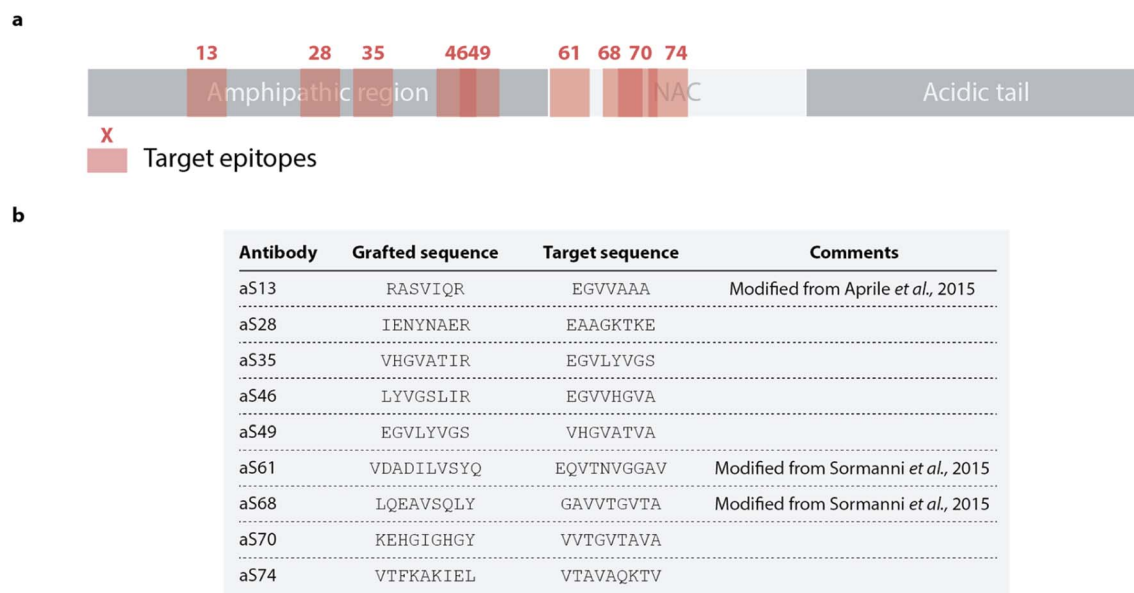 a
13 28 35 4649 61 68 70 74
Amphipathic region NAC Acidic tail
X
Target epitopes
b
Antibody Grafted sequence Target sequence Comments
aS13 RASVIQR EGVVAAA Modified from Aprile et al., 2015
aS28 IENYNAER EAAGKTKE
aS35 VHGVATIR EGVLYVGS
aS46 LYVGSLIR EGVVHGVA
aS49 EGVLYVGS VHGVATVA
aS61 VDADILVSYQ EQVTNVGGAV Modified from Sormanni et al., 2015
aS68 LQEAVSQLY GAVVTGVTA Modified from Sormanni et al., 2015
aS70 KEHGIGHGY VVTGVTAVA
aS74 VTFKAKIEL VTAVAQKTV